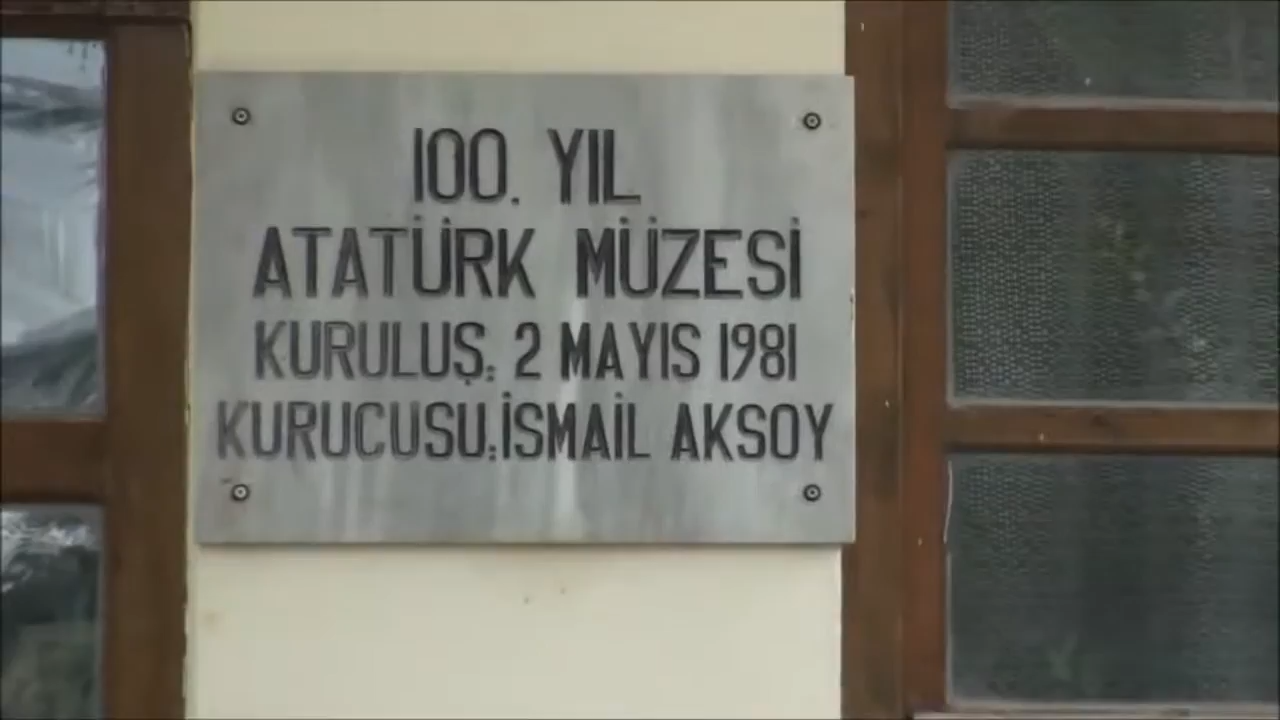 100. YIL
ATATÜRK MÜZESİ
KURULUŞ: 2 MAYIS 1981
KURUCUSU:İSMAİL AKSOY